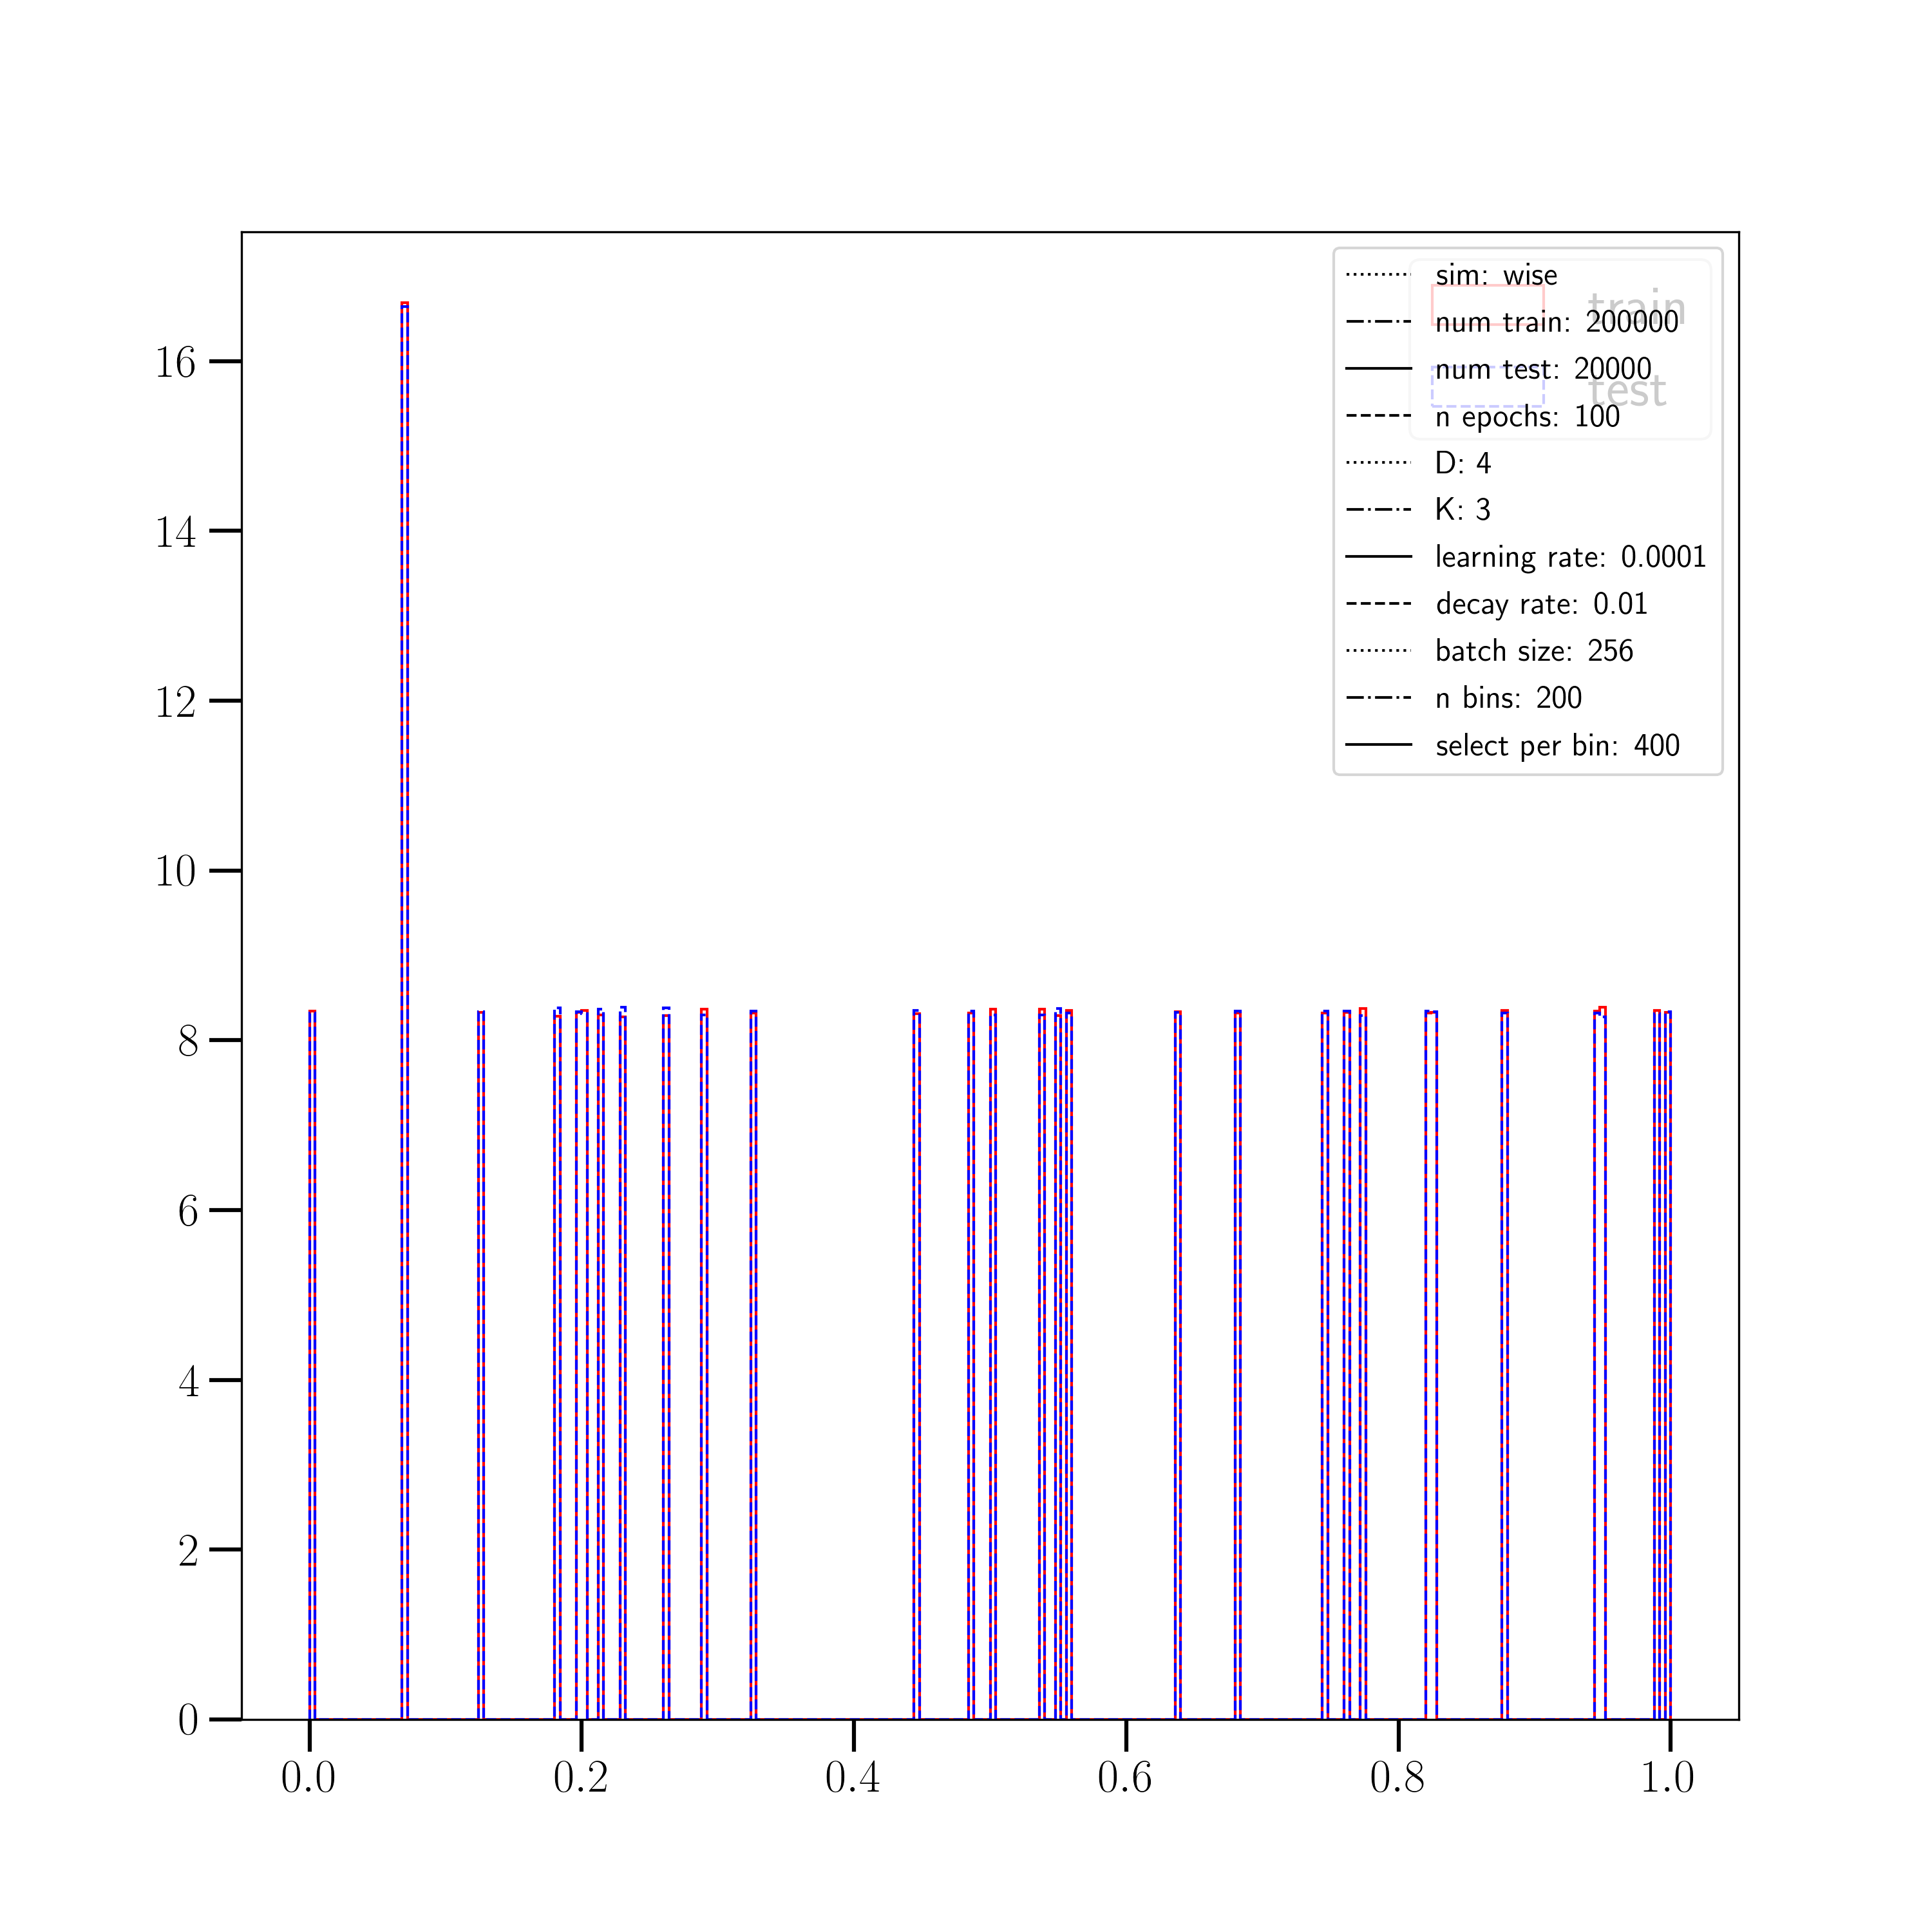 sim: wise
train
num train: 200000
num test: 20000
test
n epochs: 100
D: 4
K: 3
learning rate: 0.0001
decay rate: 0.01
batch size: 256
n bins: 200
select per bin: 400
16
14
12
10
8
6
4
2
0
0.0 0.2 0.4 0.6 0.8 1.0